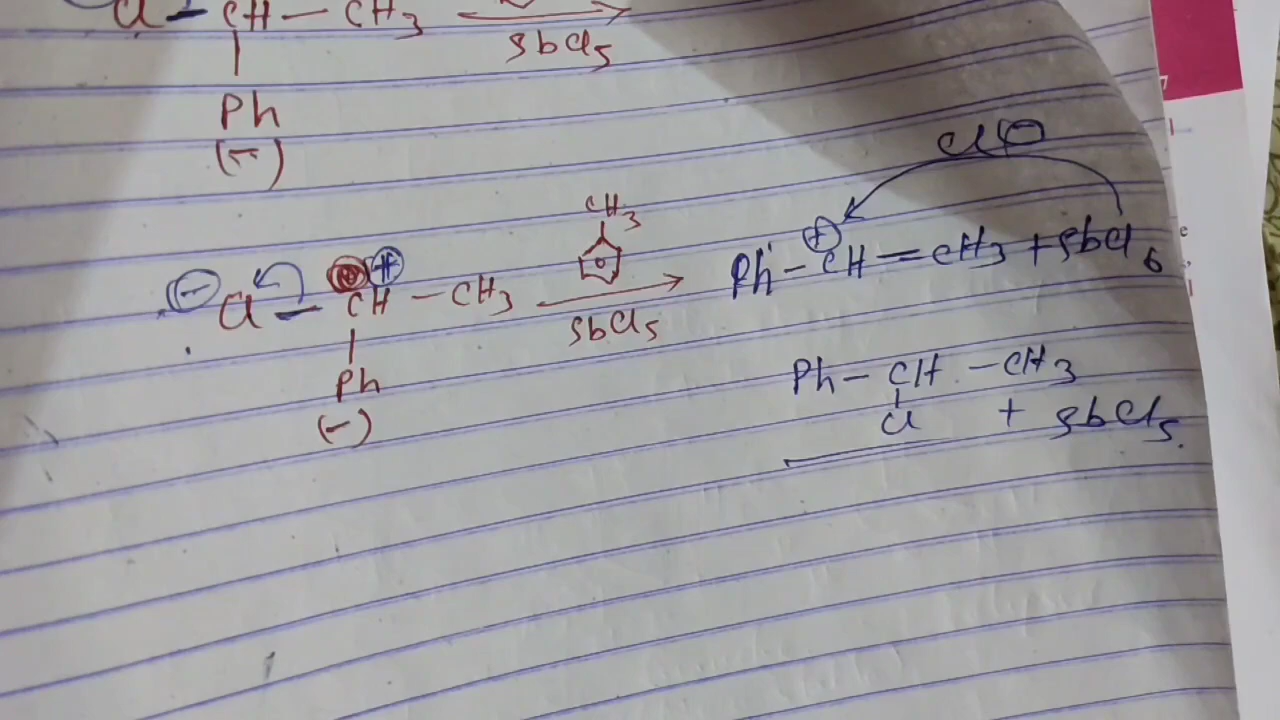 Cl — CH — CH3 →
SbCl5
Ph
(−)
Cl⊖
CH3
⊖ Cl — CH ⊕ — CH3 → Ph — CH ⊕ = CH3 + SbCl6
SbCl5
Ph
(−)
Ph — CH — CH3
Cl + SbCl5.